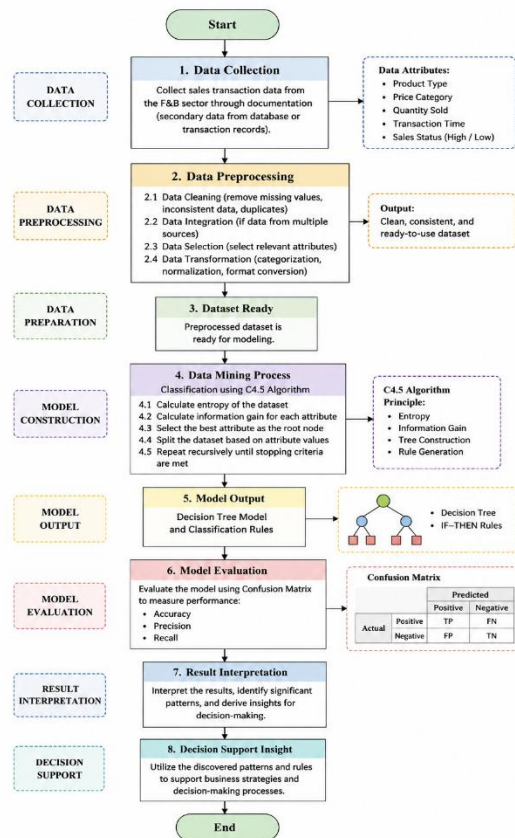 Start
DATA
COLLECTION
1. Data Collection
Collect sales transaction data from
the F&B sector through documentation
(secondary data from database or
transaction records).
Data Attributes:
• Product Type
• Price Category
• Quantity Sold
• Transaction Time
• Sales Status (High / Low)
DATA
PREPROCESSING
2. Data Preprocessing
2.1 Data Cleaning (remove missing values,
inconsistent data, duplicates)
2.2 Data Integration (if data from multiple
sources)
2.3 Data Selection (select relevant attributes)
2.4 Data Transformation (categorization,
normalization, format conversion)
Output:
Clean, consistent, and
ready-to-use dataset
DATA
PREPARATION
3. Dataset Ready
Preprocessed dataset is
ready for modeling.
MODEL
CONSTRUCTION
4. Data Mining Process
Classification using C4.5 Algorithm
4.1 Calculate entropy of the dataset
4.2 Calculate information gain for each attribute
4.3 Select the best attribute as the root node
4.4 Split the dataset based on attribute values
4.5 Repeat recursively until stopping criteria
are met
C4.5 Algorithm
Principle:
• Entropy
• Information Gain
• Tree Construction
• Rule Generation
MODEL
OUTPUT
5. Model Output
Decision Tree Model
and Classification Rules
• Decision Tree
• IF–THEN Rules
MODEL
EVALUATION
6. Model Evaluation
Evaluate the model using Confusion Matrix
to measure performance:
• Accuracy
• Precision
• Recall
Confusion Matrix
Predicted
Positive Negative
Actual Positive TP FN
Negative FP TN
RESULT
INTERPRETATION
7. Result Interpretation
Interpret the results, identify significant
patterns, and derive insights for
decision-making.
DECISION
SUPPORT
8. Decision Support Insight
Utilize the discovered patterns and rules
to support business strategies and
decision-making processes.
End